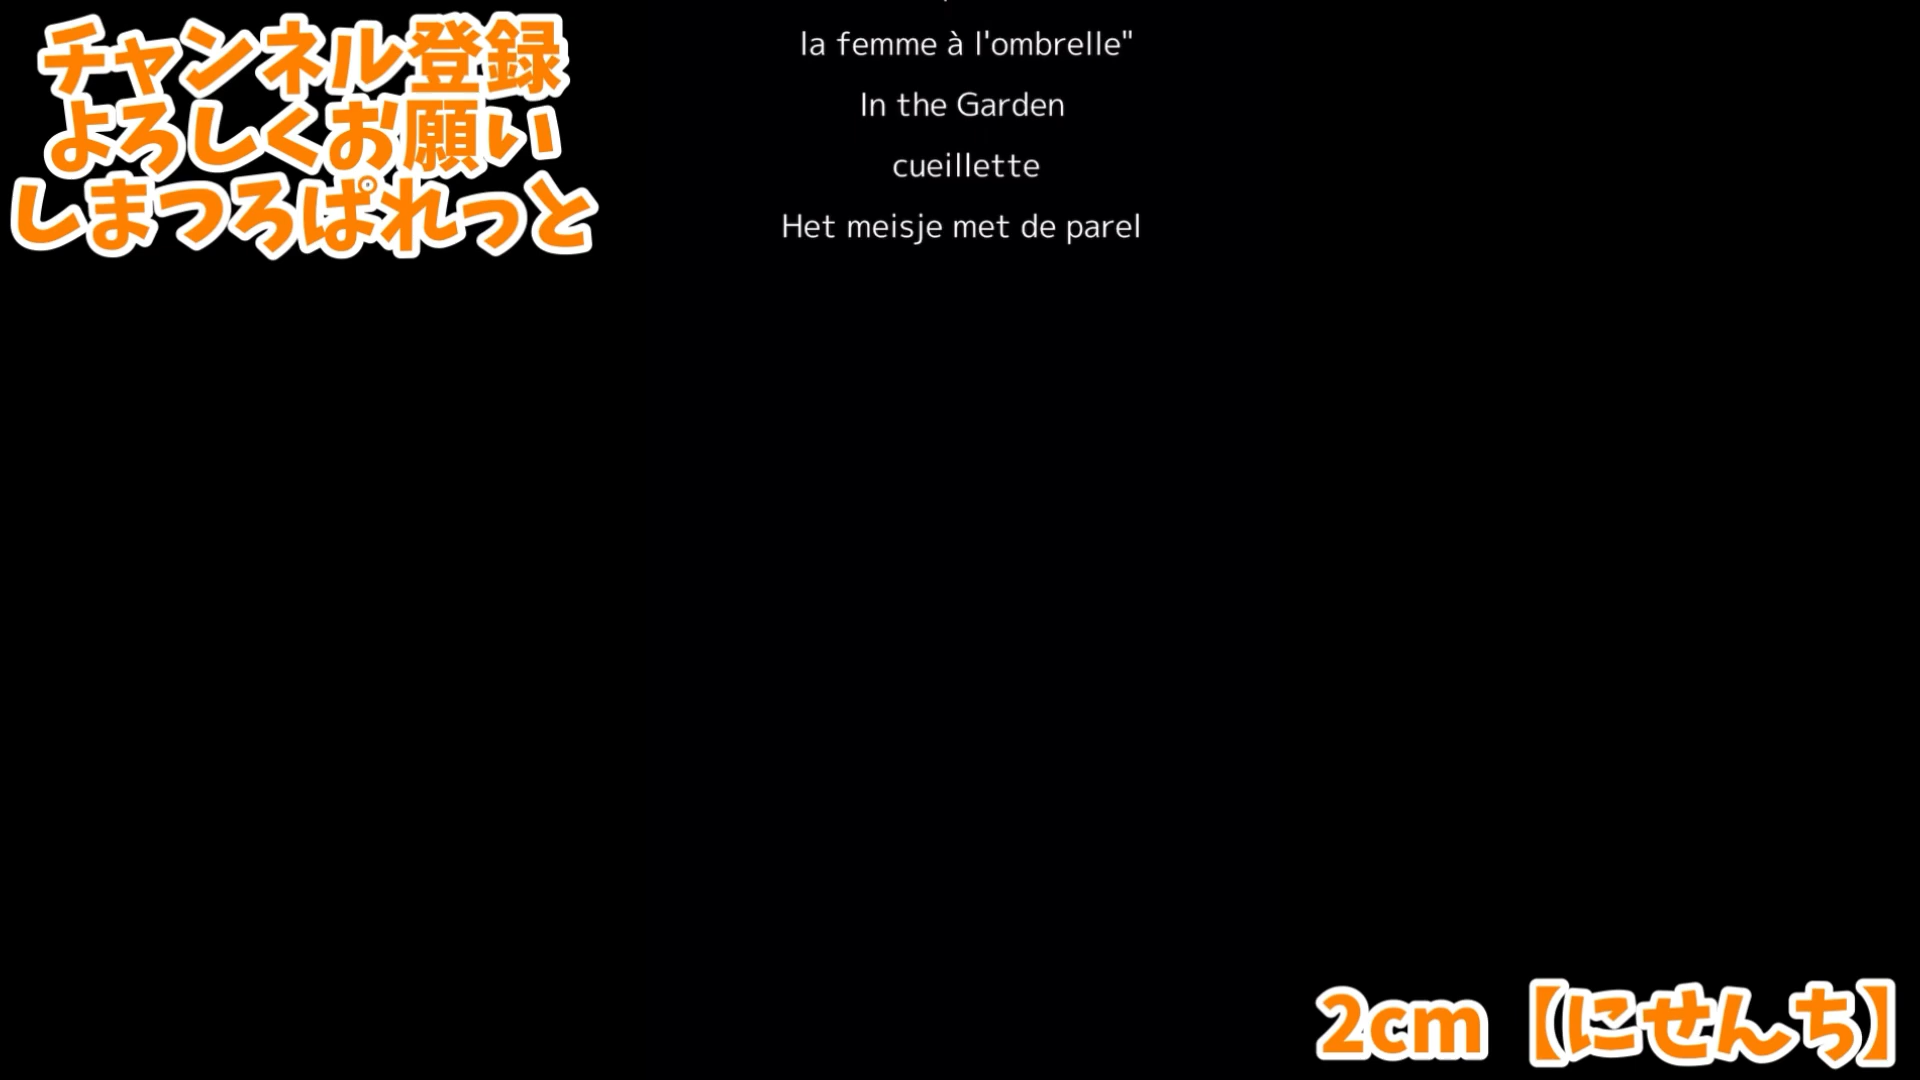 チャンネル登録
よろしくお願い
しまつろぱれっと
la femme à l'ombrelle"
In the Garden
cueillette
Het meisje met de parel
2cm【にせんち】